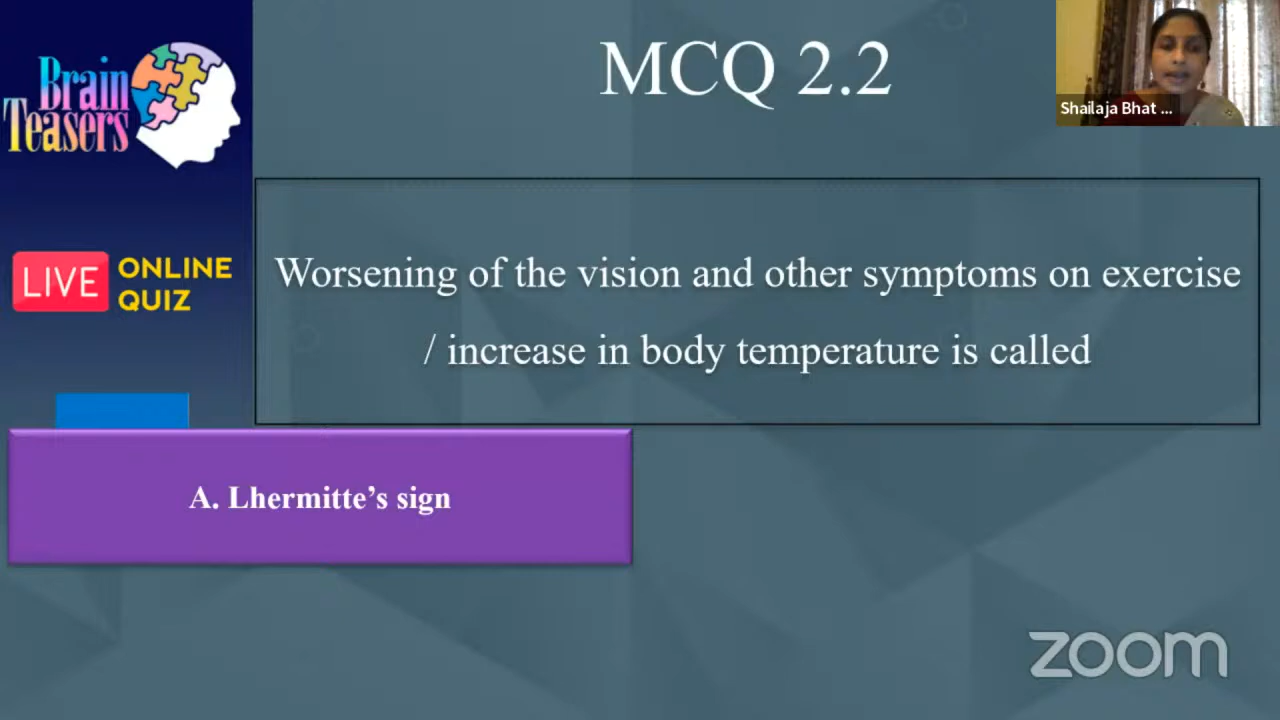 Brain
Teasers
MCQ 2.2
Shailaja Bhat ...
LIVE
ONLINE
QUIZ
Worsening of the vision and other symptoms on exercise
/ increase in body temperature is called
A. Lhermitte’s sign
zoom